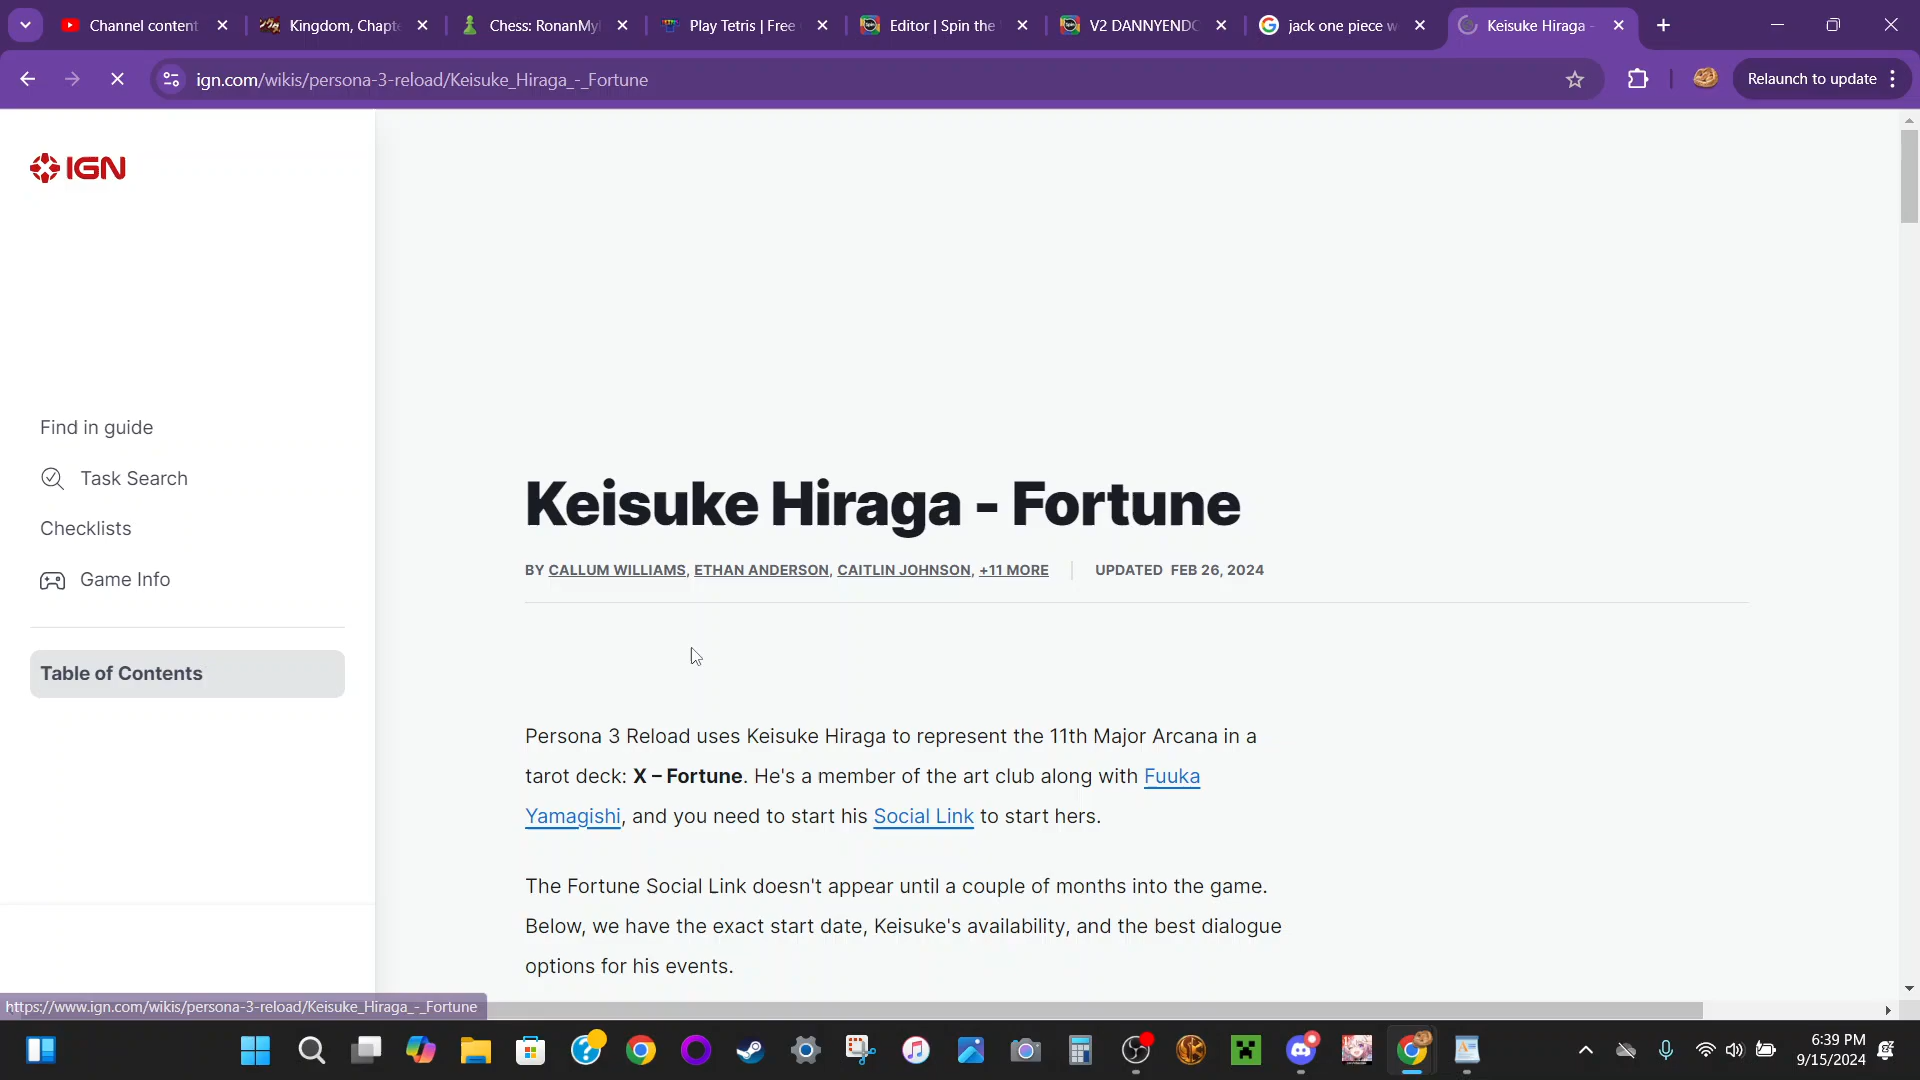 Channel content
Kingdom, Chapte
Chess: RonanMy
Play Tetris | Free
Editor | Spin the
V2 DANNYENDC
jack one piece w
Keisuke Hiraga -
ign.com/wikis/persona-3-reload/Keisuke_Hiraga_-_Fortune
Relaunch to update
IGN
Find in guide
Task Search
Checklists
Game Info
Table of Contents
Keisuke Hiraga - Fortune
BY CALLUM WILLIAMS, ETHAN ANDERSON, CAITLIN JOHNSON, +11 MORE
UPDATED FEB 26, 2024
Persona 3 Reload uses Keisuke Hiraga to represent the 11th Major Arcana in a
tarot deck: X – Fortune. He's a member of the art club along with Fuuka
Yamagishi, and you need to start his Social Link to start hers.
The Fortune Social Link doesn't appear until a couple of months into the game.
Below, we have the exact start date, Keisuke's availability, and the best dialogue
options for his events.
https://www.ign.com/wikis/persona-3-reload/Keisuke_Hiraga_-_Fortune
6:39 PM
9/15/2024